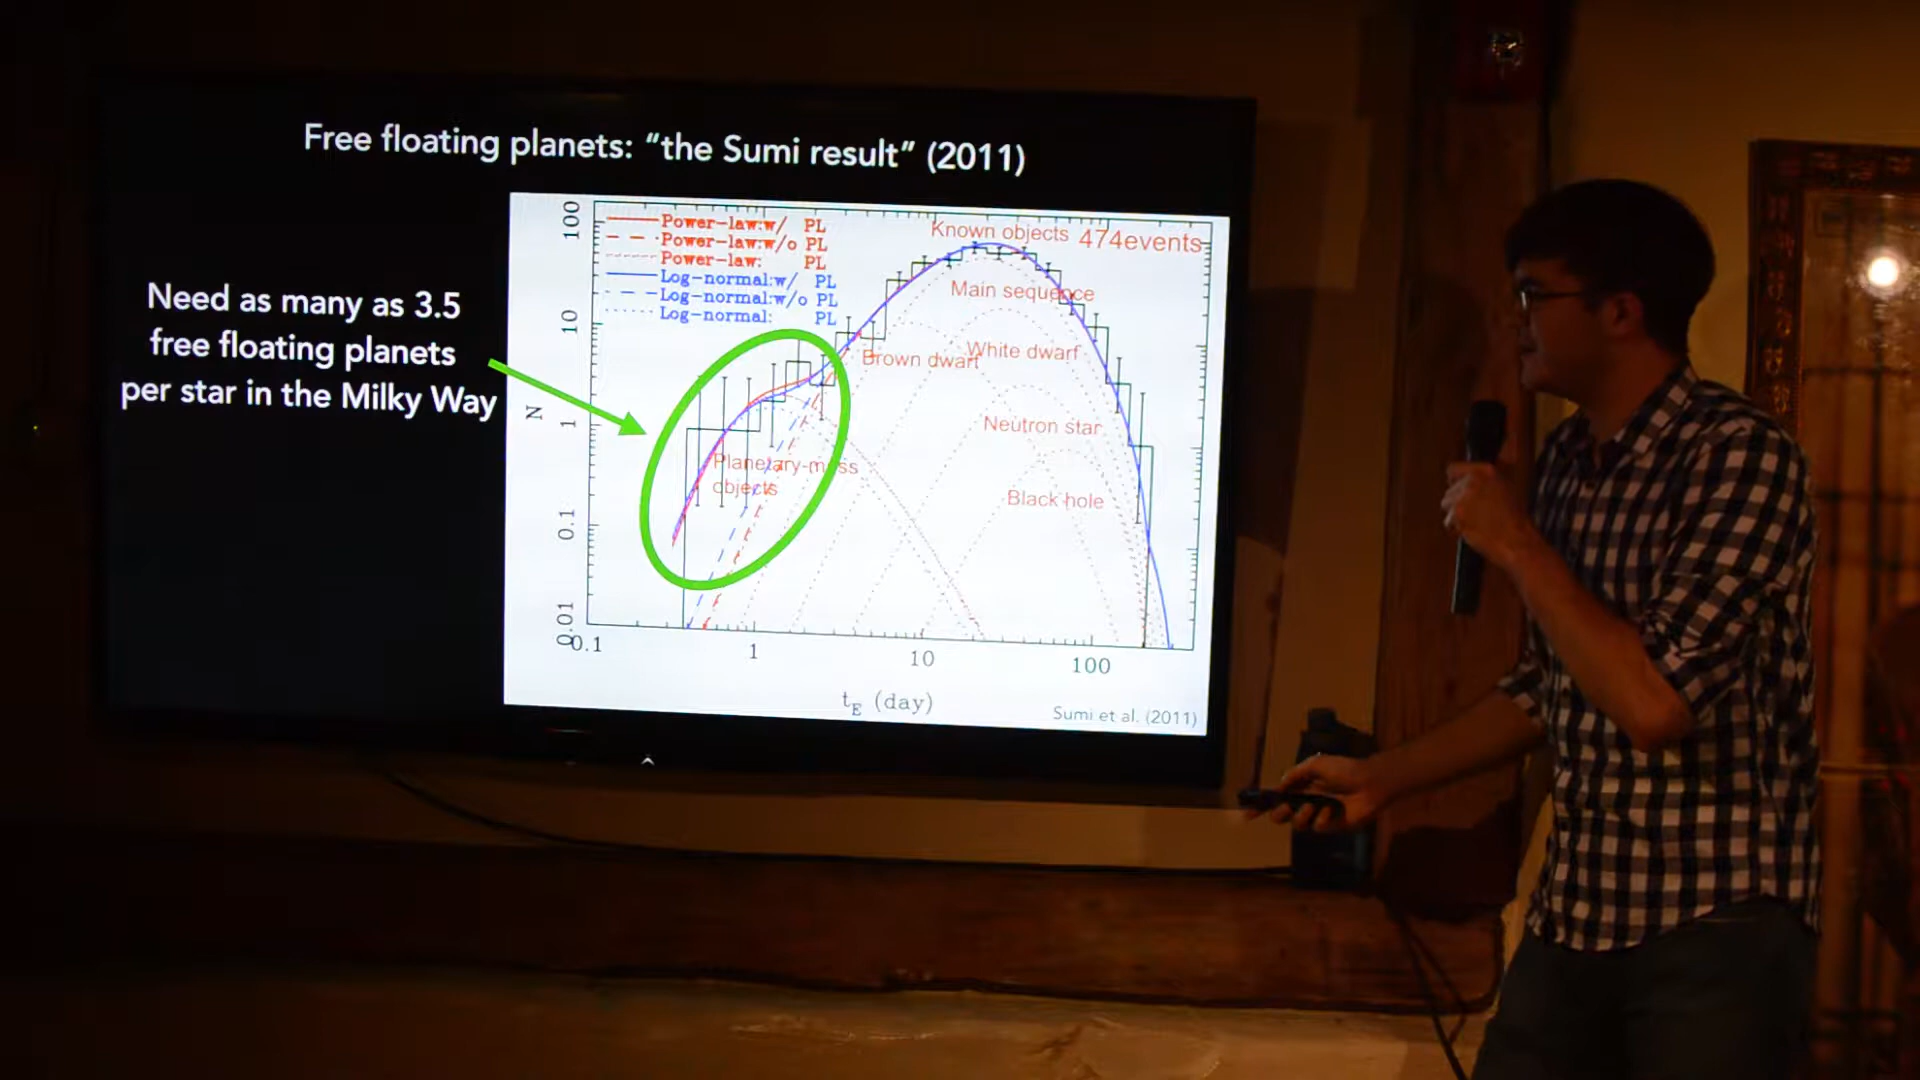 Free floating planets: “the Sumi result” (2011)
Need as many as 3.5
free floating planets
per star in the Milky Way
Power-law:w/ PL
Power-law:w/o PL
Power-law: PL
Log-normal:w/ PL
Log-normal:w/o PL
Log-normal: PL
Known objects 474events
Main sequence
Brown dwarf
White dwarf
Neutron star
Black hole
Planetary-mass
objects
N
100
10
1
0.1
0.01
0.1
1
10
100
tE (day)
Sumi et al. (2011)